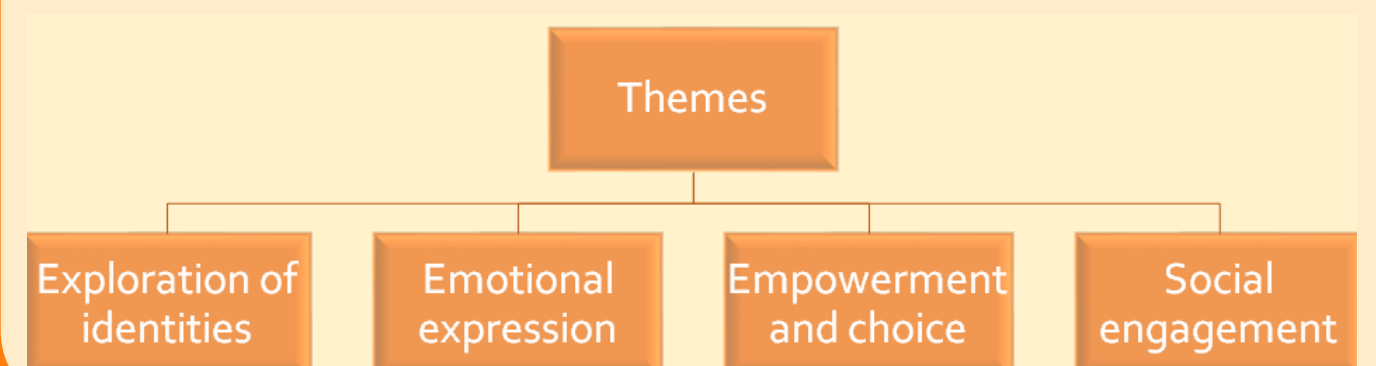 Themes
Exploration of
identities
Emotional
expression
Empowerment
and choice
Social
engagement